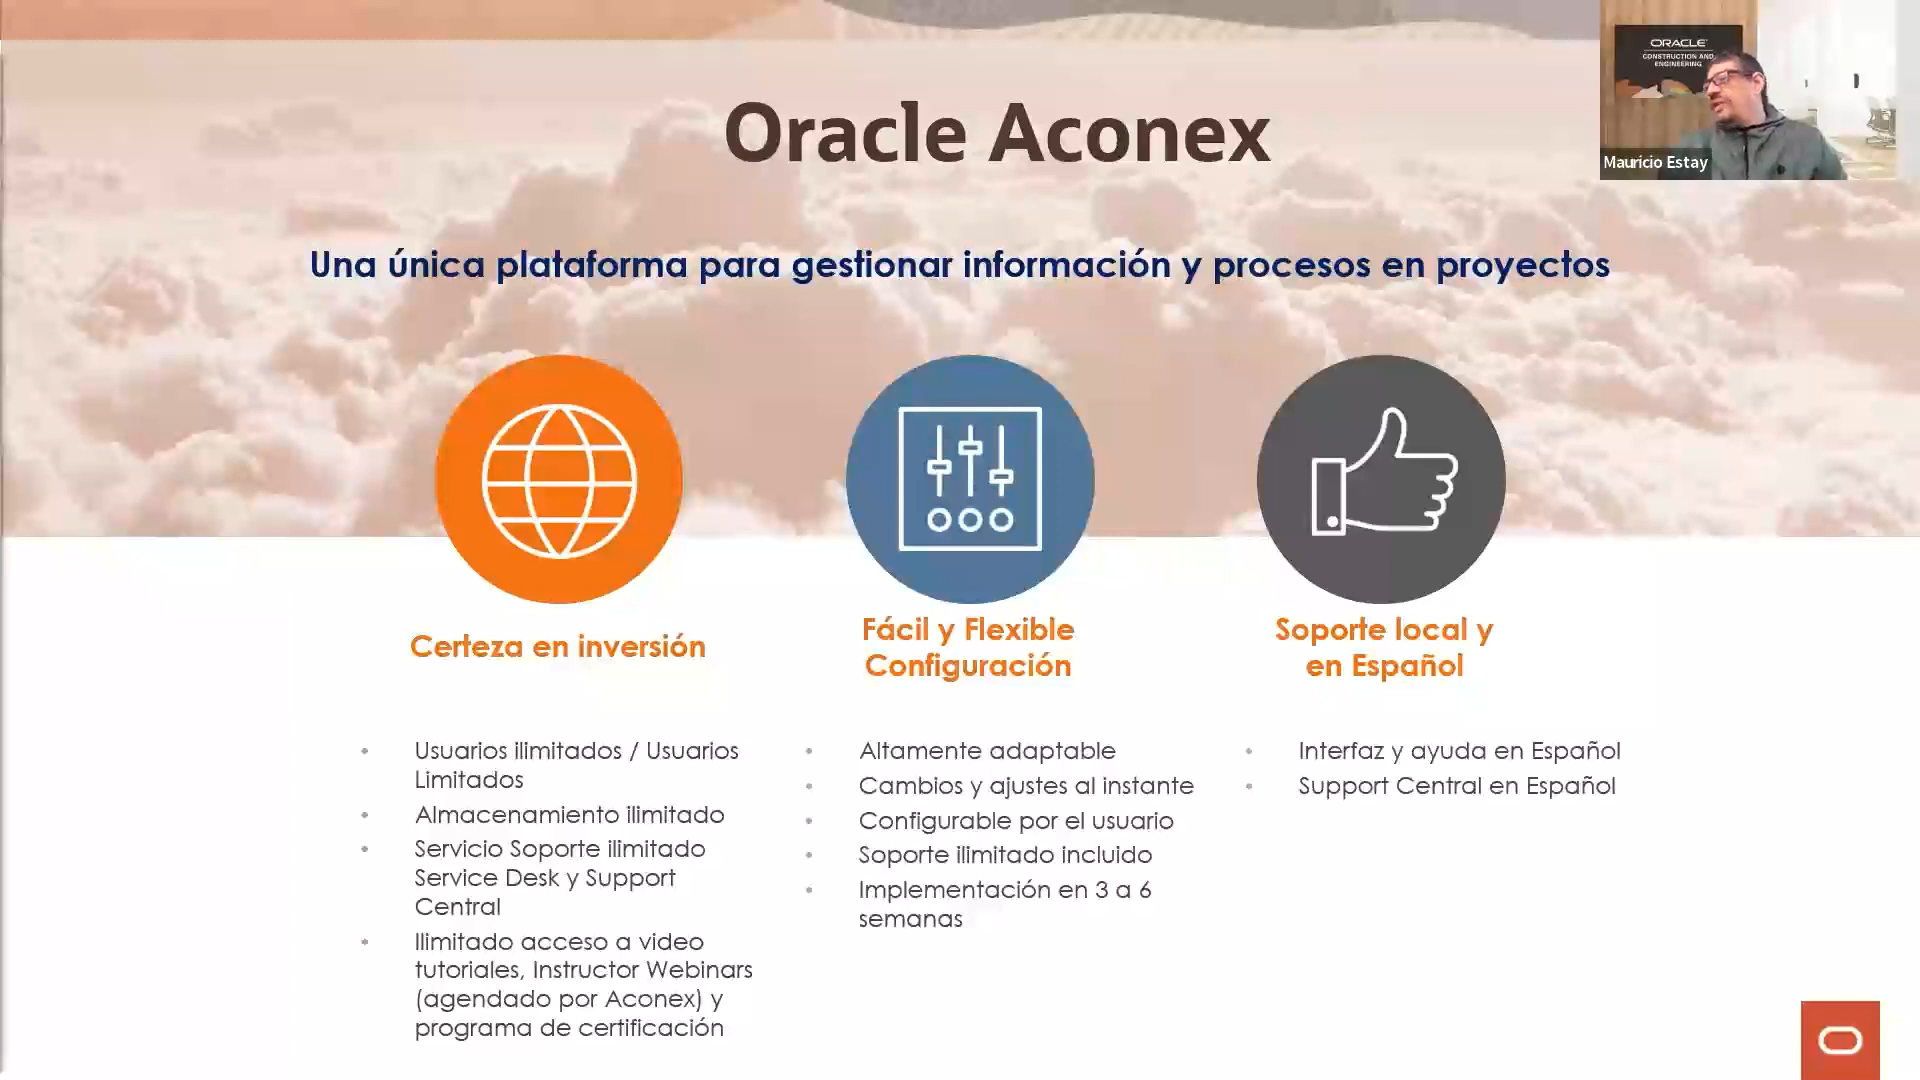 Oracle Aconex
ORACLE
CONSTRUCTION AND
ENGINEERING
Mauricio Estay
Una única plataforma para gestionar información y procesos en proyectos
Certeza en inversión
• Usuarios ilimitados / Usuarios
Limitados
• Almacenamiento ilimitado
• Servicio Soporte ilimitado
Service Desk y Support
Central
• Ilimitado acceso a video
tutoriales, Instructor Webinars
(agendado por Aconex) y
programa de certificación
Fácil y Flexible
Configuración
• Altamente adaptable
• Cambios y ajustes al instante
• Configurable por el usuario
• Soporte ilimitado incluido
• Implementación en 3 a 6
semanas
Soporte local y
en Español
• Interfaz y ayuda en Español
• Support Central en Español